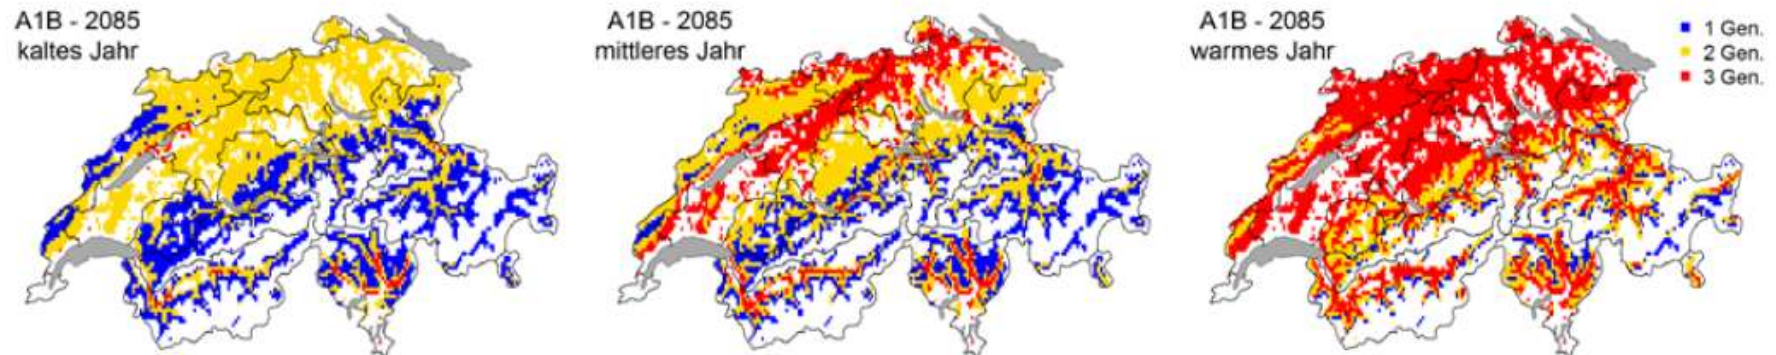 A1B - 2085
kaltes Jahr
A1B - 2085
mittleres Jahr
A1B - 2085
warmes Jahr
1 Gen.
2 Gen.
3 Gen.